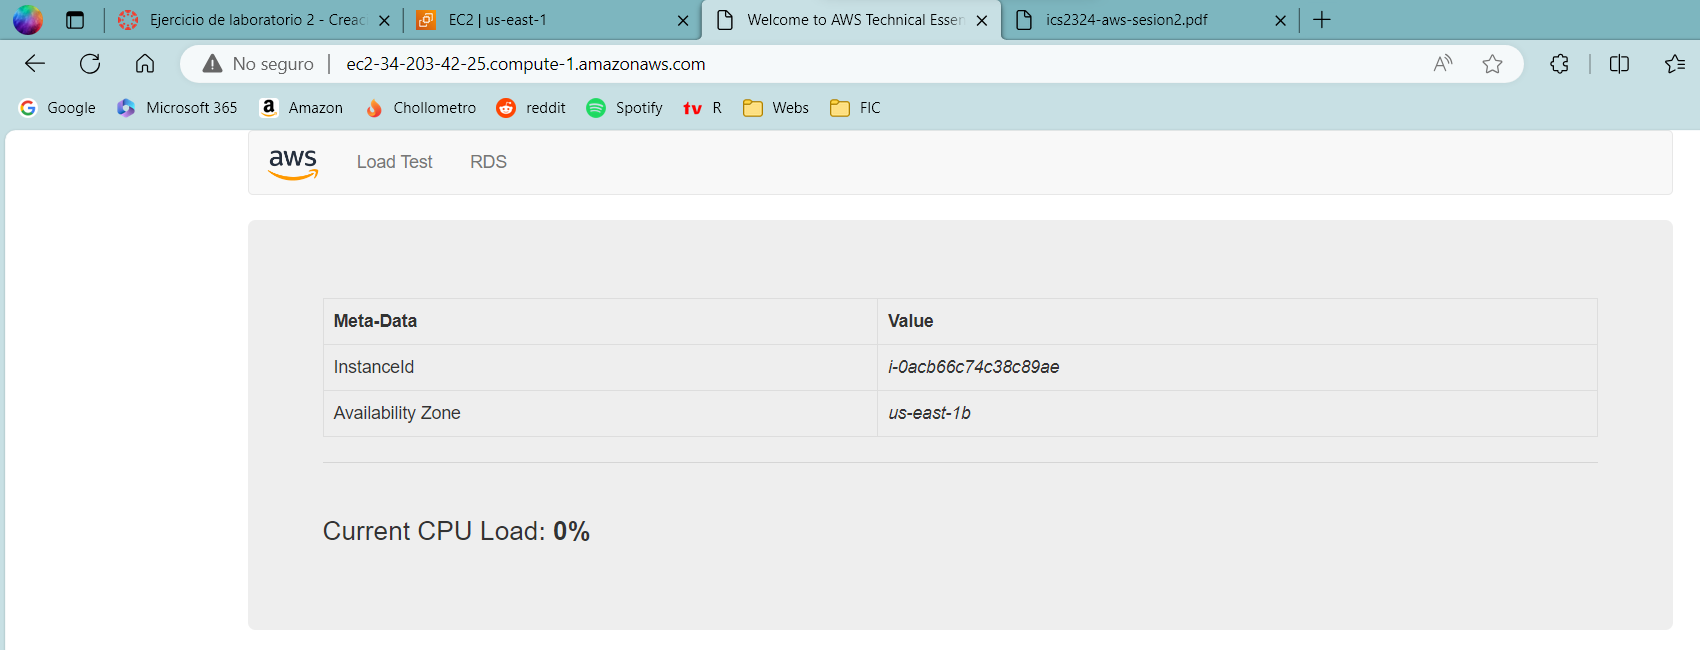 Ejercicio de laboratorio 2 - Creac
EC2 | us-east-1
Welcome to AWS Technical Essen
ics2324-aws-sesion2.pdf
No seguro
ec2-34-203-42-25.compute-1.amazonaws.com
Google
Microsoft 365
Amazon
Chollometro
reddit
Spotify
tv R
Webs
FIC
aws
Load Test
RDS
Meta-Data Value
InstanceId i-0acb66c74c38c89ae
Availability Zone us-east-1b
Current CPU Load: 0%